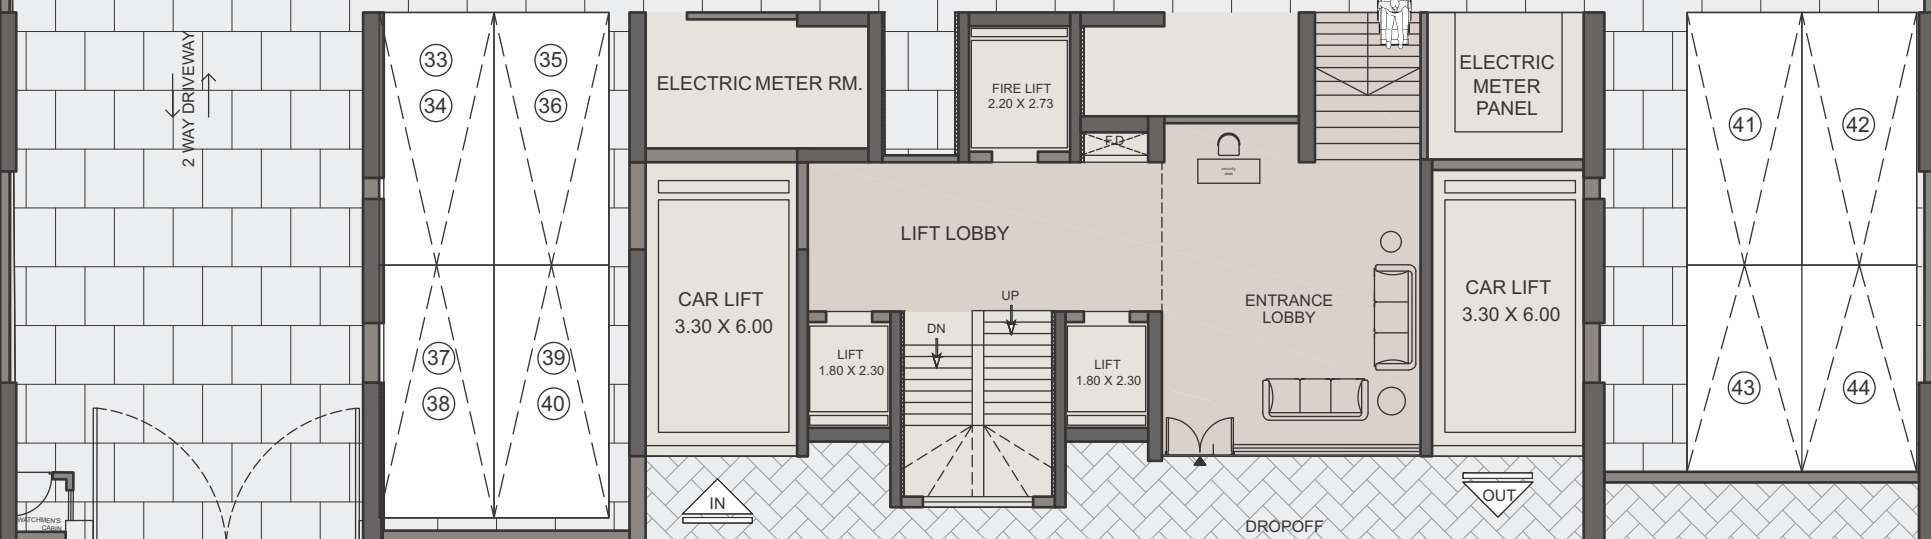 2 WAY DRIVEWAY
33
34
35
36
37
38
39
40
ELECTRIC METER RM.
FIRE LIFT
2.20 X 2.73
F.D
security
desk
ELECTRIC
METER
PANEL
41
42
43
44
LIFT LOBBY
CAR LIFT
3.30 X 6.00
UP
DN
LIFT
1.80 X 2.30
LIFT
1.80 X 2.30
ENTRANCE
LOBBY
CAR LIFT
3.30 X 6.00
IN
OUT
DROPOFF
WATCHMEN'S
CABIN